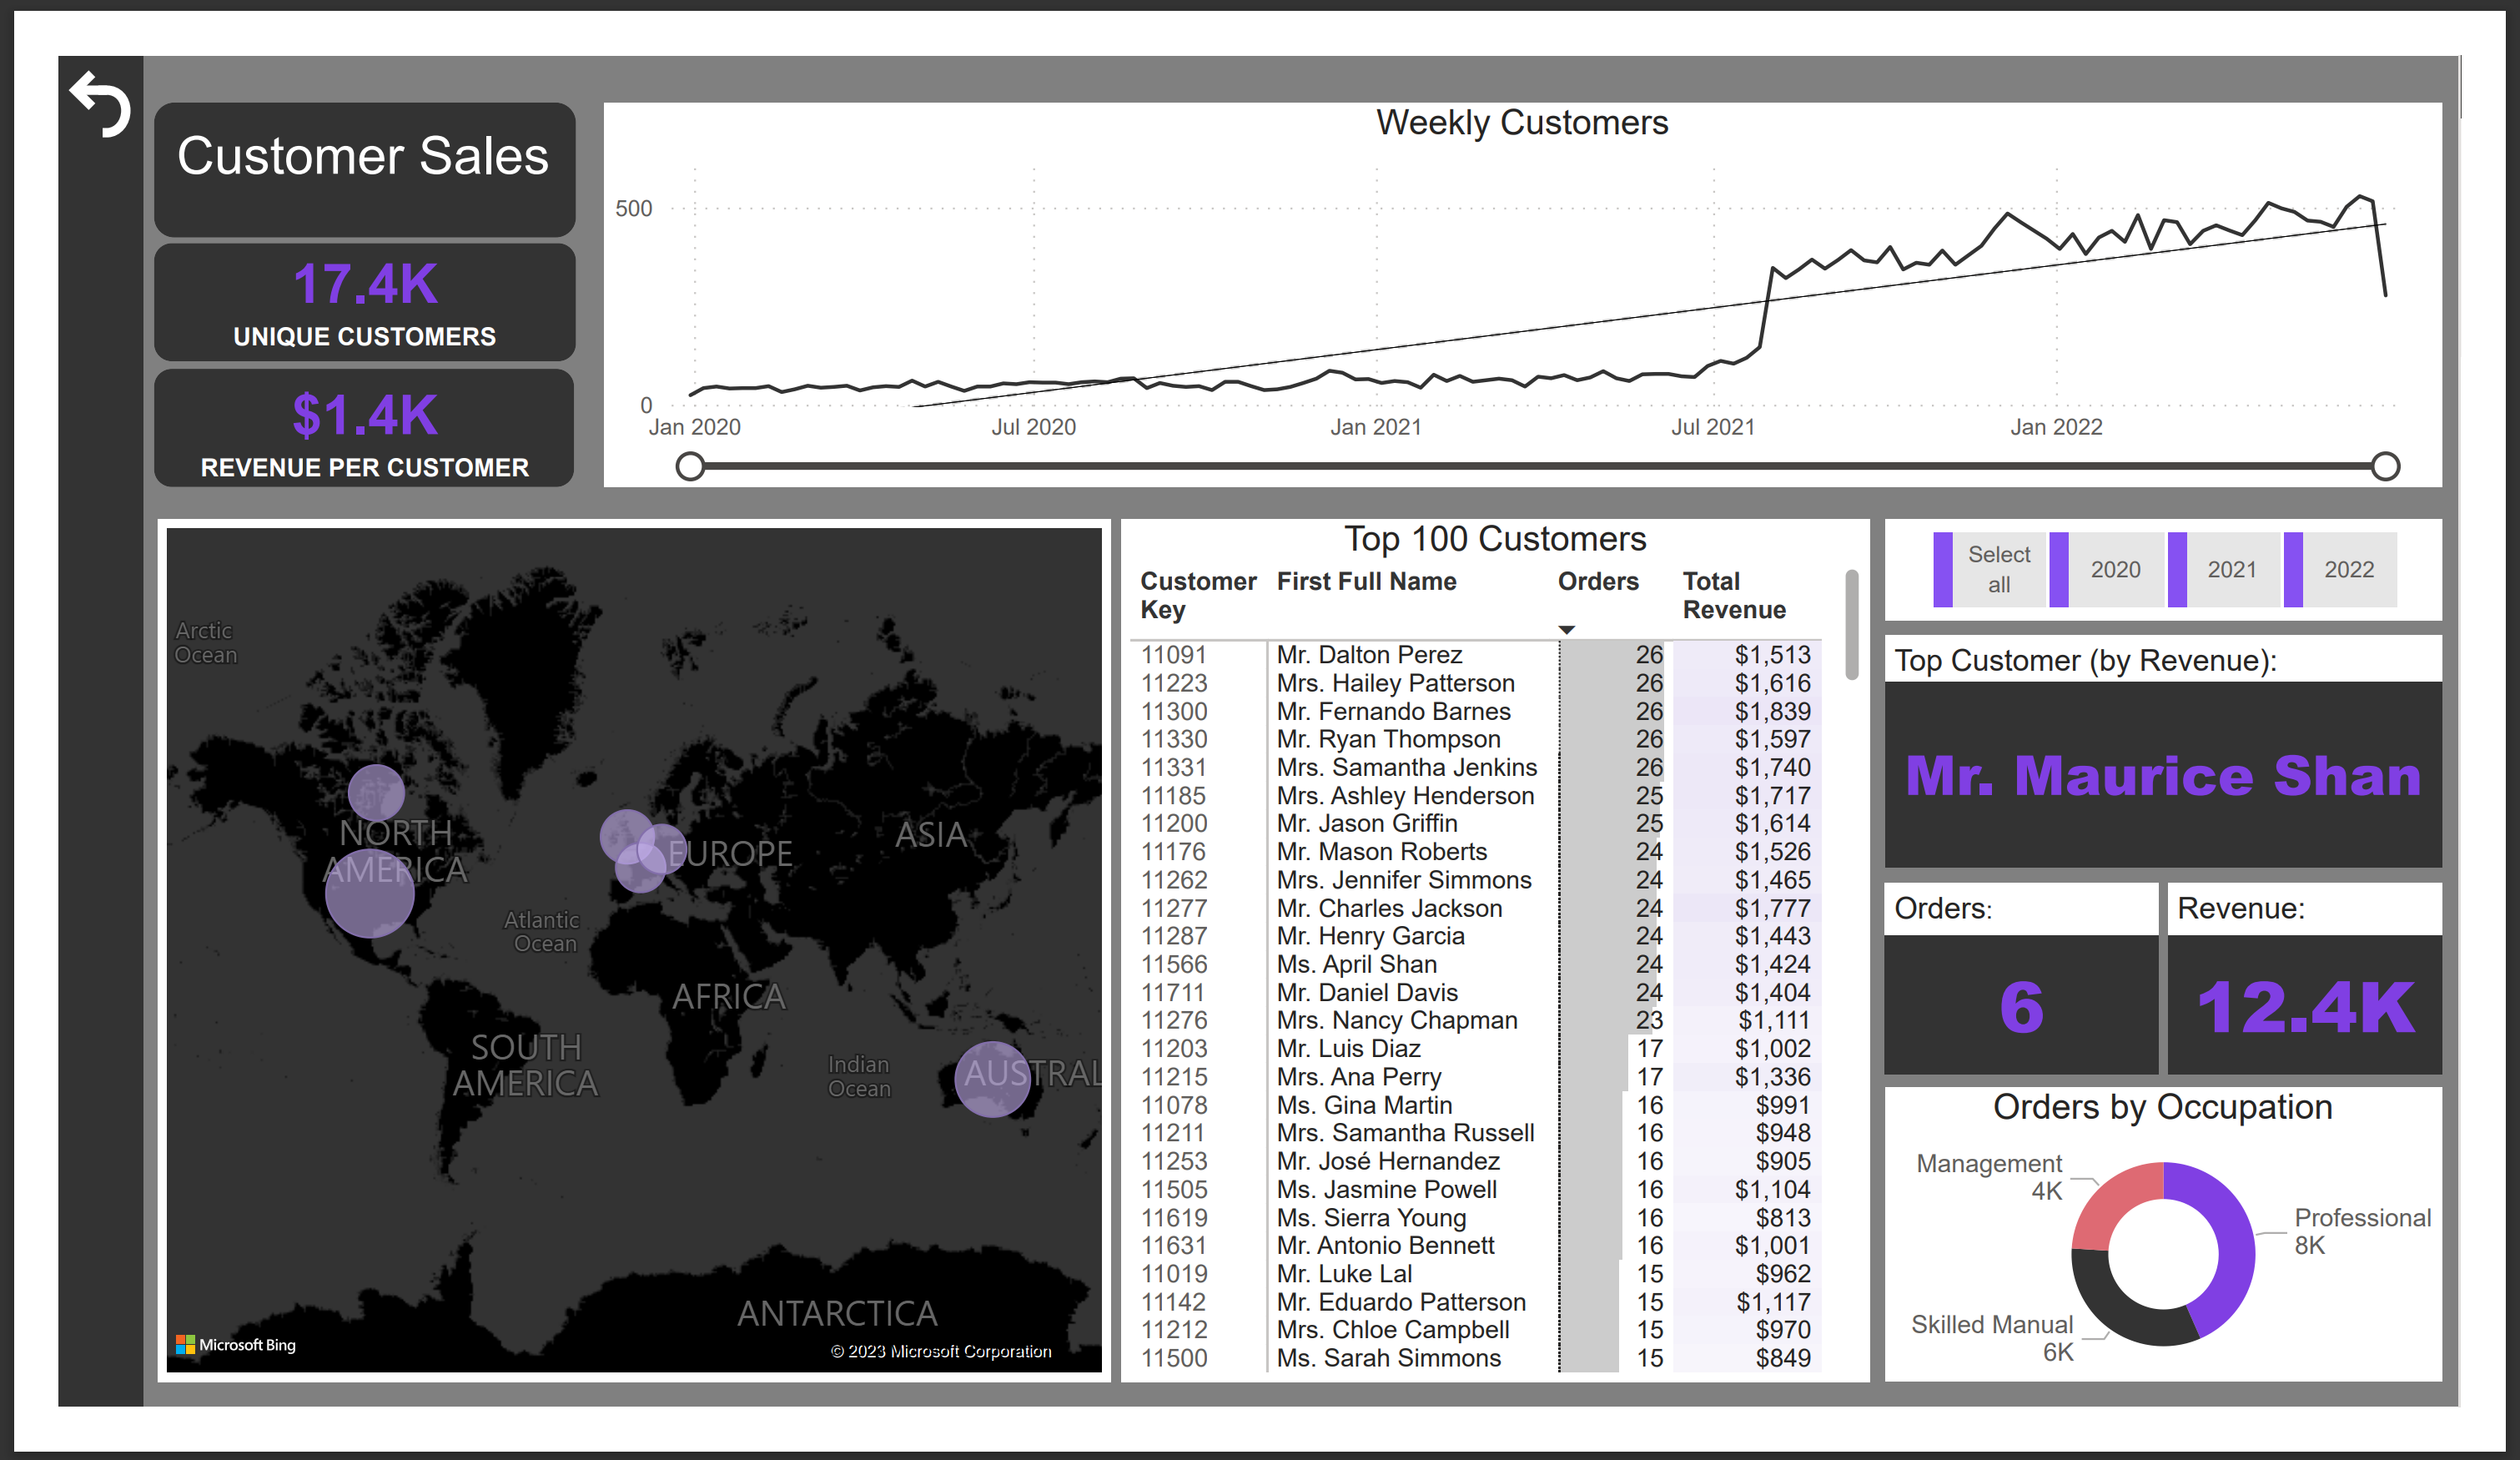 Customer Sales
17.4K
UNIQUE CUSTOMERS
$1.4K
REVENUE PER CUSTOMER
Weekly Customers
500
0
Jan 2020 Jul 2020 Jan 2021 Jul 2021 Jan 2022
Arctic
Ocean
NORTH
AMERICA
EUROPE
ASIA
Atlantic
Ocean
AFRICA
SOUTH
AMERICA
Indian
Ocean
AUSTRAL
ANTARCTICA
Microsoft Bing
© 2023 Microsoft Corporation
Top 100 Customers
Customer First Full Name Orders Total
Key Revenue
11091 Mr. Dalton Perez 26 $1,513
11223 Mrs. Hailey Patterson 26 $1,616
11300 Mr. Fernando Barnes 26 $1,839
11330 Mr. Ryan Thompson 26 $1,597
11331 Mrs. Samantha Jenkins 26 $1,740
11185 Mrs. Ashley Henderson 25 $1,717
11200 Mr. Jason Griffin 25 $1,614
11176 Mr. Mason Roberts 24 $1,526
11262 Mrs. Jennifer Simmons 24 $1,465
11277 Mr. Charles Jackson 24 $1,777
11287 Mr. Henry Garcia 24 $1,443
11566 Ms. April Shan 24 $1,424
11711 Mr. Daniel Davis 24 $1,404
11276 Mrs. Nancy Chapman 23 $1,111
11203 Mr. Luis Diaz 17 $1,002
11215 Mrs. Ana Perry 17 $1,336
11078 Ms. Gina Martin 16 $991
11211 Mrs. Samantha Russell 16 $948
11253 Mr. José Hernandez 16 $905
11505 Ms. Jasmine Powell 16 $1,104
11619 Ms. Sierra Young 16 $813
11631 Mr. Antonio Bennett 16 $1,001
11019 Mr. Luke Lal 15 $962
11142 Mr. Eduardo Patterson 15 $1,117
11212 Mrs. Chloe Campbell 15 $970
11500 Ms. Sarah Simmons 15 $849
Select
all
2020
2021
2022
Top Customer (by Revenue):
Mr. Maurice Shan
Orders:
6
Revenue:
12.4K
Orders by Occupation
Management
4K
Professional
8K
Skilled Manual
6K